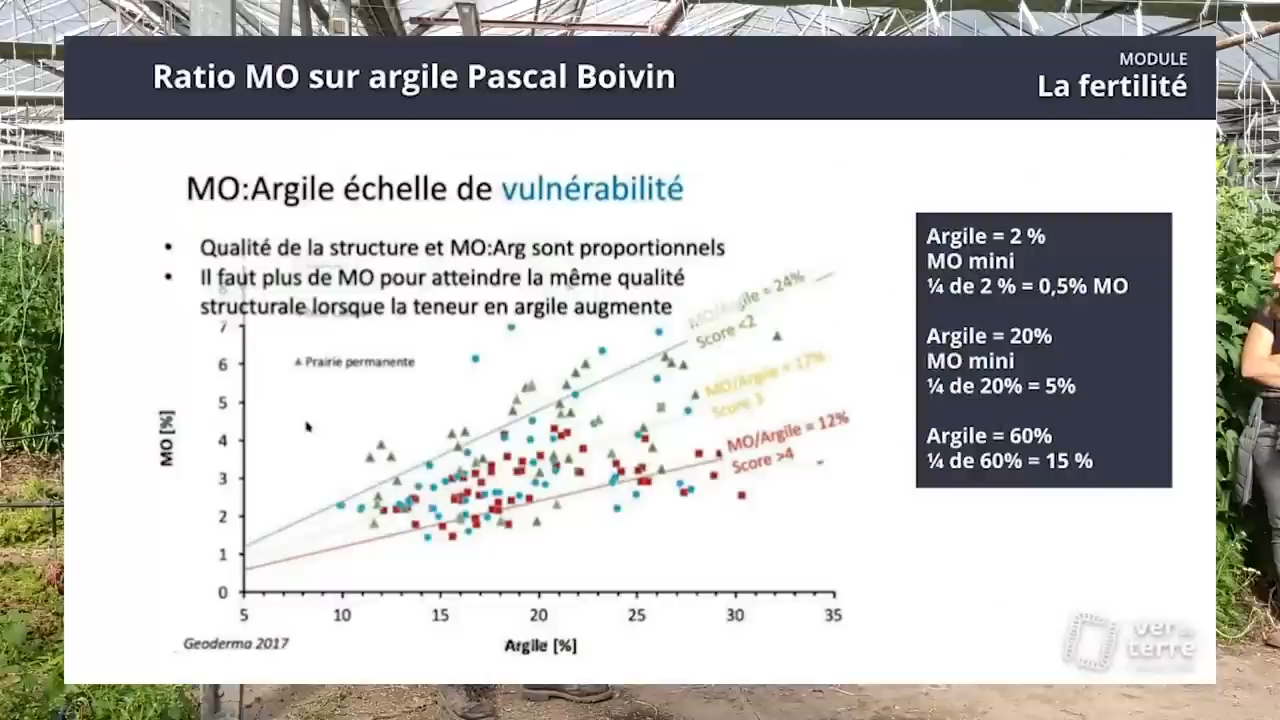 Ratio MO sur argile Pascal Boivin
MODULE
La fertilité
MO:Argile échelle de vulnérabilité
• Qualité de la structure et MO:Arg sont proportionnels
• Il faut plus de MO pour atteindre la même qualité
structurale lorsque la teneur en argile augmente
Argile = 2 %
MO mini
¼ de 2 % = 0,5% MO
Argile = 20%
MO mini
¼ de 20% = 5%
Argile = 60%
¼ de 60% = 15 %
MO/Argile = 24%
Score <2
MO/Argile = 17%
Score 3
MO/Argile = 12%
Score >4
Prairie permanente
MO [%]
7
6
5
4
3
2
1
0
5 10 15 20 25 30 35
Argile [%]
Geoderma 2017
ver de
terre